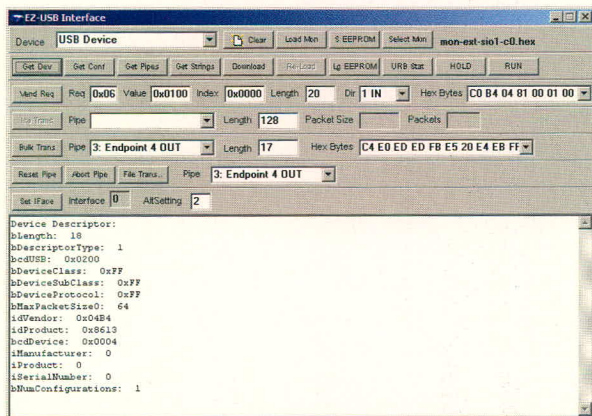 EZ-USB Interface
Device USB Device Clear Load Mon S EEPROM Select Mon mon-ext-sio1-c0.hex
Get Dev Get Conf Get Pipes Get Strings Download Re-Load Lg EEPROM URB Stat HOLD RUN
Vend Req Req 0x06 Value 0x0100 Index 0x0000 Length 20 Dir 1 IN Hex Bytes C0 B4 04 81 00 01 00
Iso Trans Pipe Length 128 Packet Size Packets
Bulk Trans Pipe 3: Endpoint 4 OUT Length 17 Hex Bytes C4 E0 ED ED FB E5 20 E4 EB FF
Reset Pipe Abort Pipe File Trans... Pipe 3: Endpoint 4 OUT
Set IFace Interface 0 AltSetting 2
Device Descriptor:
bLength: 18
bDescriptorType: 1
bcdUSB: 0x0200
bDeviceClass: 0xFF
bDeviceSubClass: 0xFF
bDeviceProtocol: 0xFF
bMaxPacketSize0: 64
idVendor: 0x04B4
idProduct: 0x8613
bcdDevice: 0x0004
iManufacturer: 0
iProduct: 0
iSerialNumber: 0
bNumConfigurations: 1